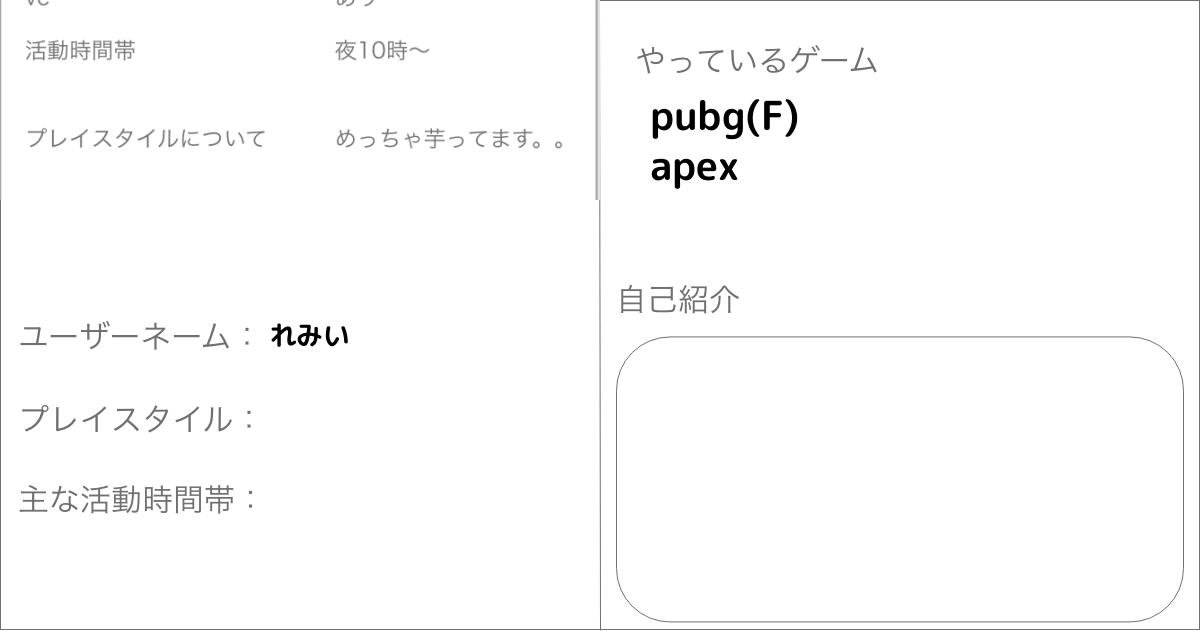 vc あり
活動時間帯 夜10時〜
プレイスタイルについて めっちゃ芋ってます。。
ユーザーネーム： れみい
プレイスタイル：
主な活動時間帯：
やっているゲーム
pubg(F)
apex
自己紹介